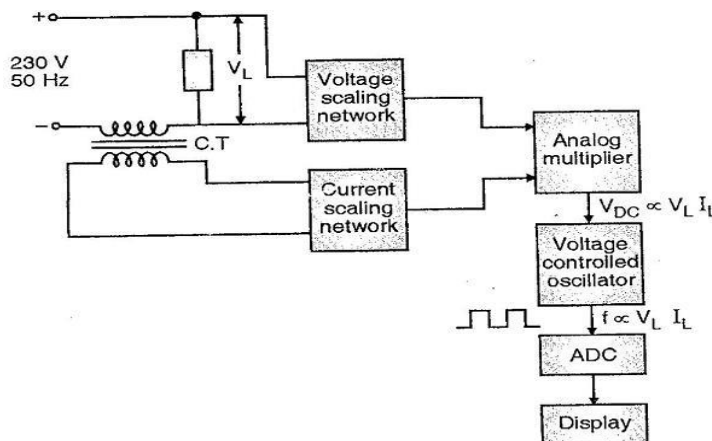 +
230 V
50 Hz
V_L
Voltage
scaling
network
−
C.T
Analog
multiplier
Current
scaling
network
V_DC ∝ V_L I_L
Voltage
controlled
oscillator
f ∝ V_L I_L
ADC
Display